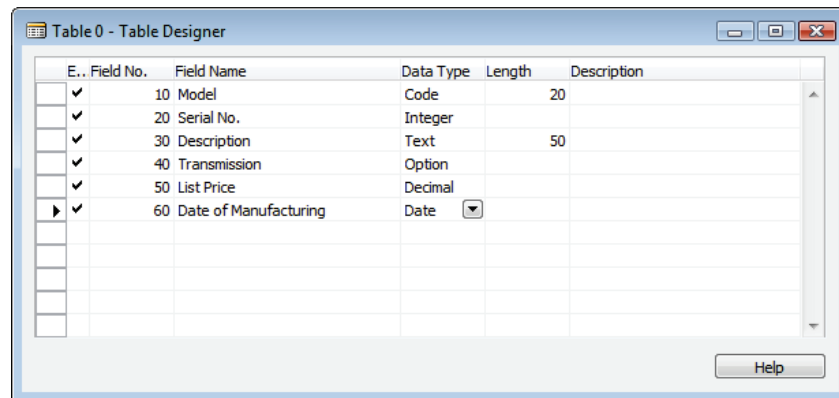 Table 0 - Table Designer
E.. Field No. Field Name Data Type Length Description
10 Model Code 20
20 Serial No. Integer
30 Description Text 50
40 Transmission Option
50 List Price Decimal
60 Date of Manufacturing Date
Help